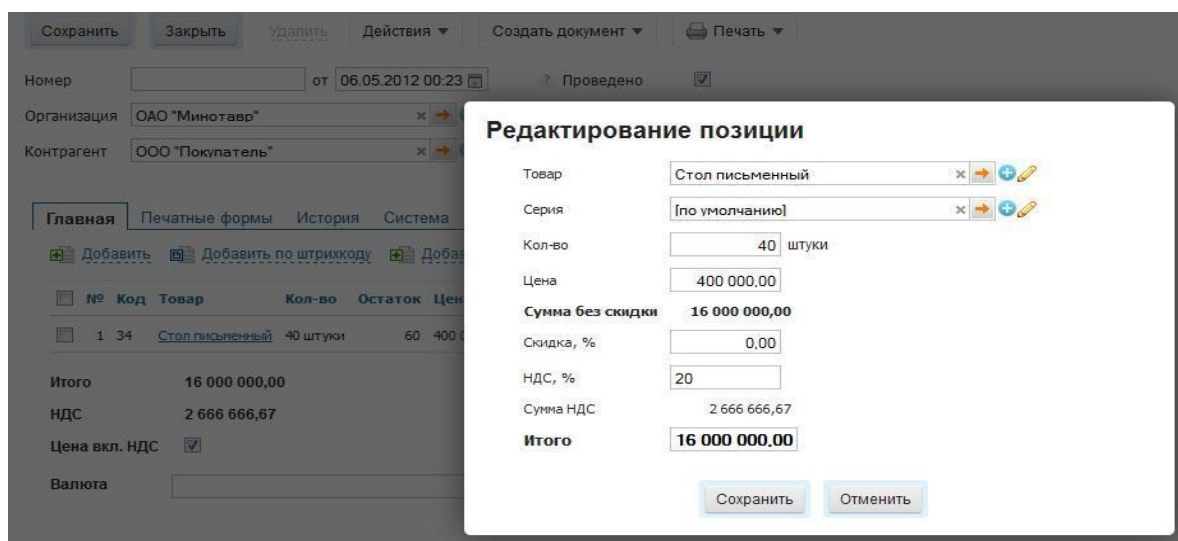 Сохранить Закрыть Удалить Действия Создать документ Печать
Номер от 06.05.2012 00:23 ? Проведено
Организация ОАО "Минотавр"
Контрагент ООО "Покупатель"
Главная Печатные формы История Система
Добавить Добавить по штрихкоду Доба
№ Код Товар Кол-во Остаток Цен
1 34 Стол письменный 40 штуки 60 400 0
Итого 16 000 000,00
НДС 2 666 666,67
Цена вкл. НДС
Валюта
Редактирование позиции
Товар Стол письменный
Серия [по умолчанию]
Кол-во 40 штуки
Цена 400 000,00
Сумма без скидки 16 000 000,00
Скидка, % 0,00
НДС, % 20
Сумма НДС 2 666 666,67
Итого 16 000 000,00
Сохранить Отменить